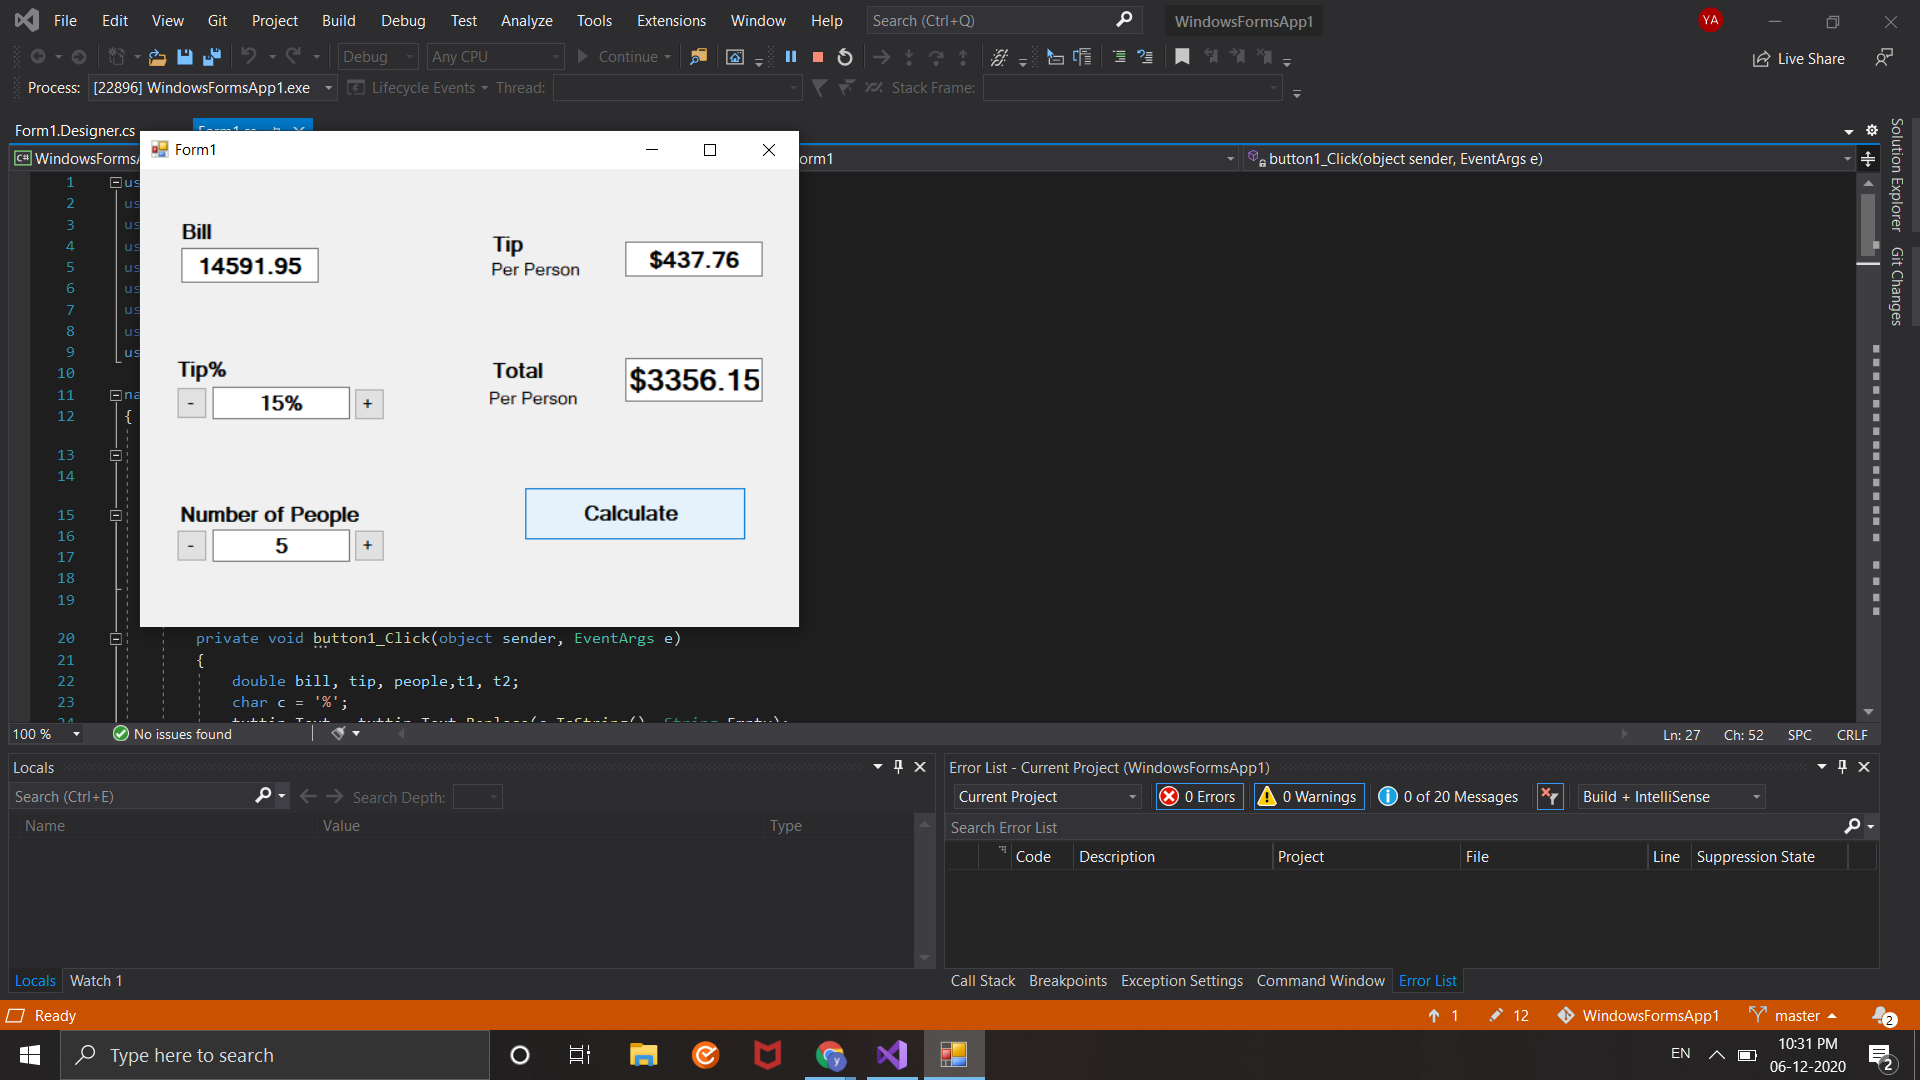 File Edit View Git Project Build Debug Test Analyze Tools Extensions Window Help Search (Ctrl+Q) WindowsFormsApp1 YA
Debug Any CPU Continue Live Share
Process: [22896] WindowsFormsApp1.exe Lifecycle Events Thread: Stack Frame:
Form1.Designer.cs Form1.cs
C# WindowsFormsA orm1 button1_Click(object sender, EventArgs e)
Form1
Solution Explorer
Git Changes
1 us
2 us
3 us
4 us
5 us
6 us
7 us
8 us
9 us
10
11 na
12 {
13
14
15
16
17
18
19
Bill
14591.95
Tip
Per Person
$437.76
Tip%
- 15% +
Total
Per Person
$3356.15
Number of People
- 5 +
Calculate
20 private void button1_Click(object sender, EventArgs e)
21 {
22 double bill, tip, people,t1, t2;
23 char c = '%';
24
100 % No issues found Ln: 27 Ch: 52 SPC CRLF
Locals
Search (Ctrl+E) Search Depth:
Name Value Type
Locals Watch 1
Error List - Current Project (WindowsFormsApp1)
Current Project 0 Errors 0 Warnings 0 of 20 Messages Build + IntelliSense
Search Error List
Code Description Project File Line Suppression State
Call Stack Breakpoints Exception Settings Command Window Error List
Ready 1 12 WindowsFormsApp1 master 2
Type here to search EN 10:31 PM
06-12-2020 2